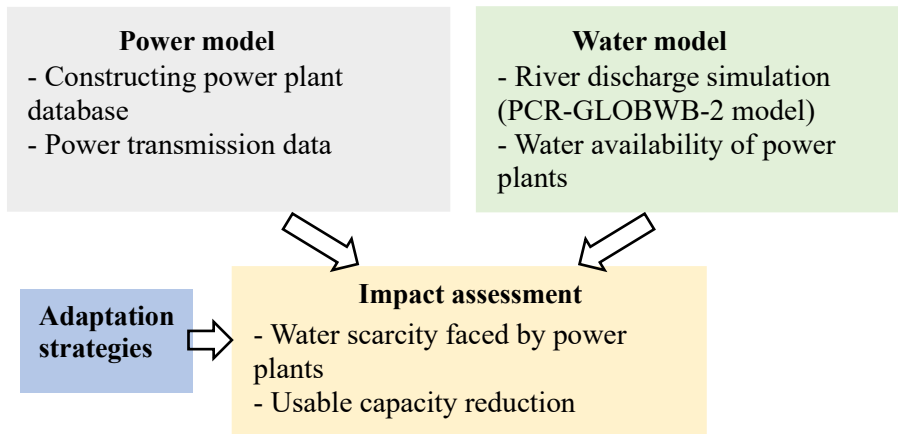 Power model
- Constructing power plant
database
- Power transmission data
Water model
- River discharge simulation
(PCR-GLOBWB-2 model)
- Water availability of power
plants
Adaptation
strategies
Impact assessment
- Water scarcity faced by power
plants
- Usable capacity reduction